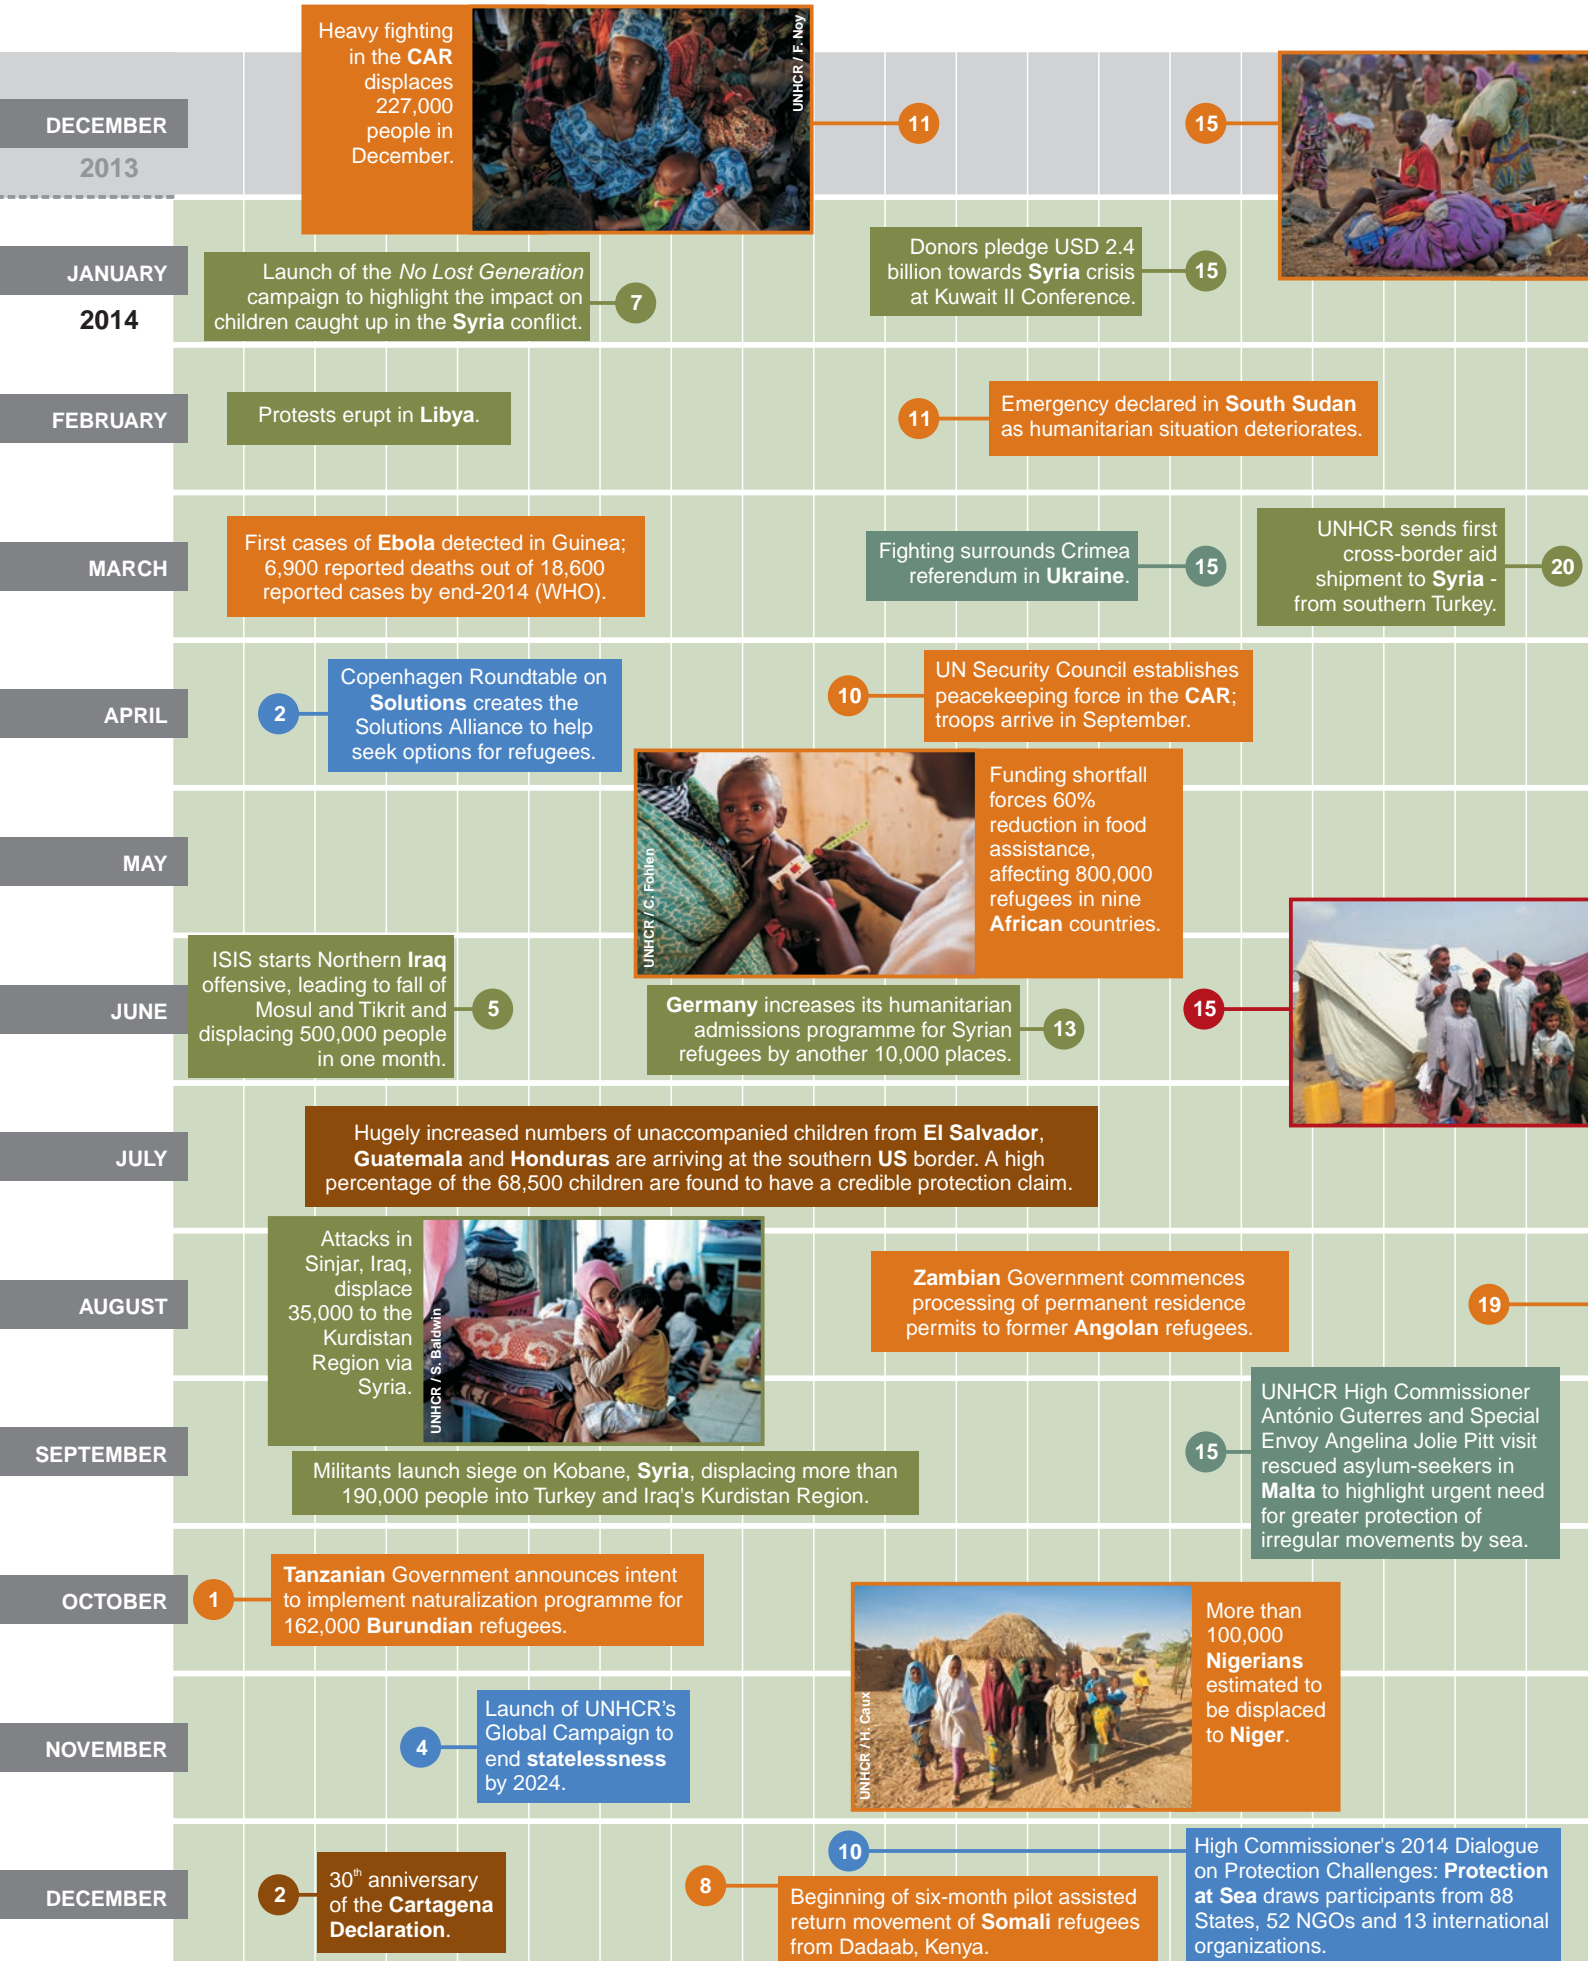 Heavy fighting
in the CAR
displaces
227,000
people in
December.
UNHCR / F. Noy
DECEMBER
2013
11
15
JANUARY
2014
Launch of the No Lost Generation
campaign to highlight the impact on
children caught up in the Syria conflict.
7
Donors pledge USD 2.4
billion towards Syria crisis
at Kuwait II Conference.
15
FEBRUARY
Protests erupt in Libya.
11
Emergency declared in South Sudan
as humanitarian situation deteriorates.
MARCH
First cases of Ebola detected in Guinea;
6,900 reported deaths out of 18,600
reported cases by end-2014 (WHO).
Fighting surrounds Crimea
referendum in Ukraine.
15
UNHCR sends first
cross-border aid
shipment to Syria -
from southern Turkey.
20
APRIL
2
Copenhagen Roundtable on
Solutions creates the
Solutions Alliance to help
seek options for refugees.
10
UN Security Council establishes
peacekeeping force in the CAR;
troops arrive in September.
MAY
UNHCR / C. Fohlen
Funding shortfall
forces 60%
reduction in food
assistance,
affecting 800,000
refugees in nine
African countries.
JUNE
ISIS starts Northern Iraq
offensive, leading to fall of
Mosul and Tikrit and
displacing 500,000 people
in one month.
5
Germany increases its humanitarian
admissions programme for Syrian
refugees by another 10,000 places.
13
15
JULY
Hugely increased numbers of unaccompanied children from El Salvador,
Guatemala and Honduras are arriving at the southern US border. A high
percentage of the 68,500 children are found to have a credible protection claim.
AUGUST
Attacks in
Sinjar, Iraq,
displace
35,000 to the
Kurdistan
Region via
Syria.
UNHCR / S. Baldwin
Zambian Government commences
processing of permanent residence
permits to former Angolan refugees.
19
SEPTEMBER
Militants launch siege on Kobane, Syria, displacing more than
190,000 people into Turkey and Iraq's Kurdistan Region.
15
UNHCR High Commissioner
António Guterres and Special
Envoy Angelina Jolie Pitt visit
rescued asylum-seekers in
Malta to highlight urgent need
for greater protection of
irregular movements by sea.
OCTOBER
1
Tanzanian Government announces intent
to implement naturalization programme for
162,000 Burundian refugees.
UNHCR / H. Caux
More than
100,000
Nigerians
estimated to
be displaced
to Niger.
NOVEMBER
4
Launch of UNHCR's
Global Campaign to
end statelessness
by 2024.
DECEMBER
2
30th anniversary
of the Cartagena
Declaration.
8
Beginning of six-month pilot assisted
return movement of Somali refugees
from Dadaab, Kenya.
10
High Commissioner's 2014 Dialogue
on Protection Challenges: Protection
at Sea draws participants from 88
States, 52 NGOs and 13 international
organizations.